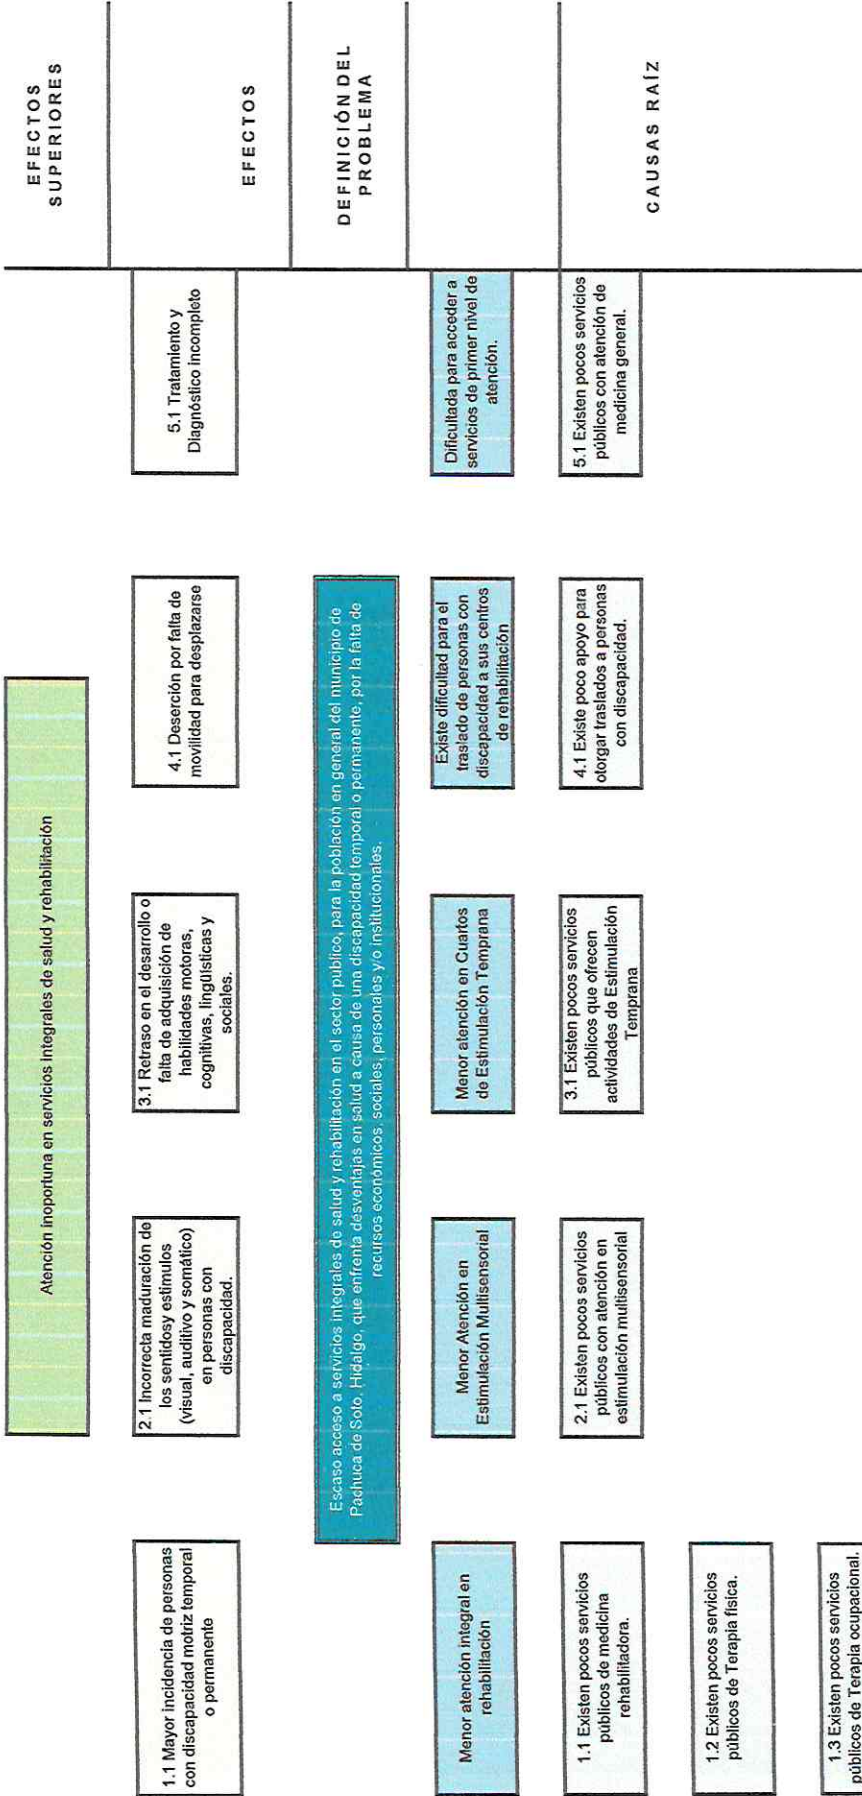 Atención inoportuna en servicios integrales de salud y rehabilitación
EFECTOS
SUPERIORES
1.1 Mayor incidencia de personas
con discapacidad motriz temporal
o permanente
2.1 Incorrecta maduración de
los sentidosy estimulos
(visual, auditivo y somático)
en personas con
discapacidad.
3.1 Retraso en el desarrollo o
falta de adquisición de
habilidades motoras,
cognitivas, lingüísticas y
sociales.
4.1 Deserción por falta de
movilidad para desplazarse
5.1 Tratamiento y
Diagnóstico incompleto
EFECTOS
Escaso acceso a servicios integrales de salud y rehabilitación en el sector público, para la población en general del municipio de
Pachuca de Soto, Hidalgo, que enfrenta desventajas en salud a causa de una discapacidad temporal o permanente, por la falta de
recursos económicos, sociales, personales y/o institucionales.
DEFINICIÓN DEL
PROBLEMA
Menor atención integral en
rehabilitación
Menor Atención en
Estimulación Multisensorial
Menor atención en Cuartos
de Estimulación Temprana
Existe dificultad para el
traslado de personas con
discapacidad a sus centros
de rehabilitación
Dificultada para acceder a
servicios de primer nivel de
atención.
1.1 Existen pocos servicios
públicos de medicina
rehabilitadora.
2.1 Existen pocos servicios
públicos con atención en
estimulación multisensorial
3.1 Existen pocos servicios
públicos que ofrecen
actividades de Estimulación
Temprana
4.1 Existe poco apoyo para
otorgar traslados a personas
con discapacidad.
5.1 Existen pocos servicios
públicos con atención de
medicina general.
CAUSAS RAÍZ
1.2 Existen pocos servicios
públicos de Terapia física.
1.3 Existen pocos servicios
públicos de Terapia ocupacional.